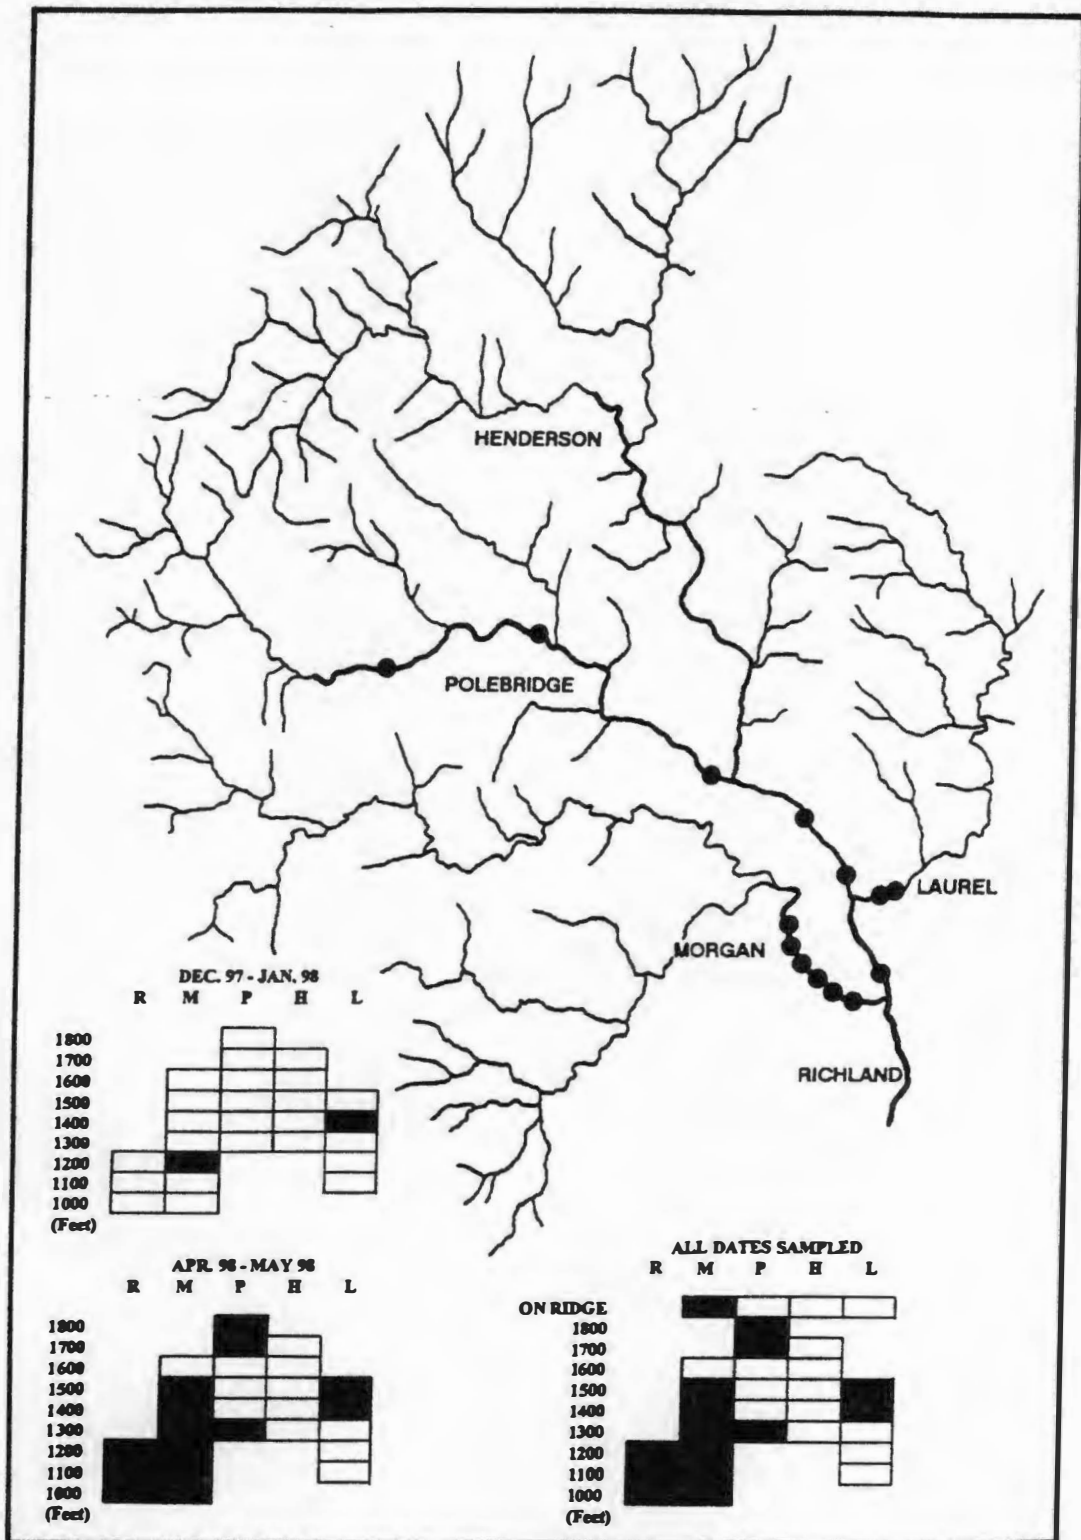 HENDERSON
POLEBRIDGE
LAUREL
MORGAN
RICHLAND
DEC. 97 - JAN. 98
R M P H L
1800
1700
1600
1500
1400
1300
1200
1100
1000
(Feet)
APR. 98 - MAY 98
R M P H L
1800
1700
1600
1500
1400
1300
1200
1100
1000
(Feet)
ALL DATES SAMPLED
R M P H L
ON RIDGE
1800
1700
1600
1500
1400
1300
1200
1100
1000
(Feet)